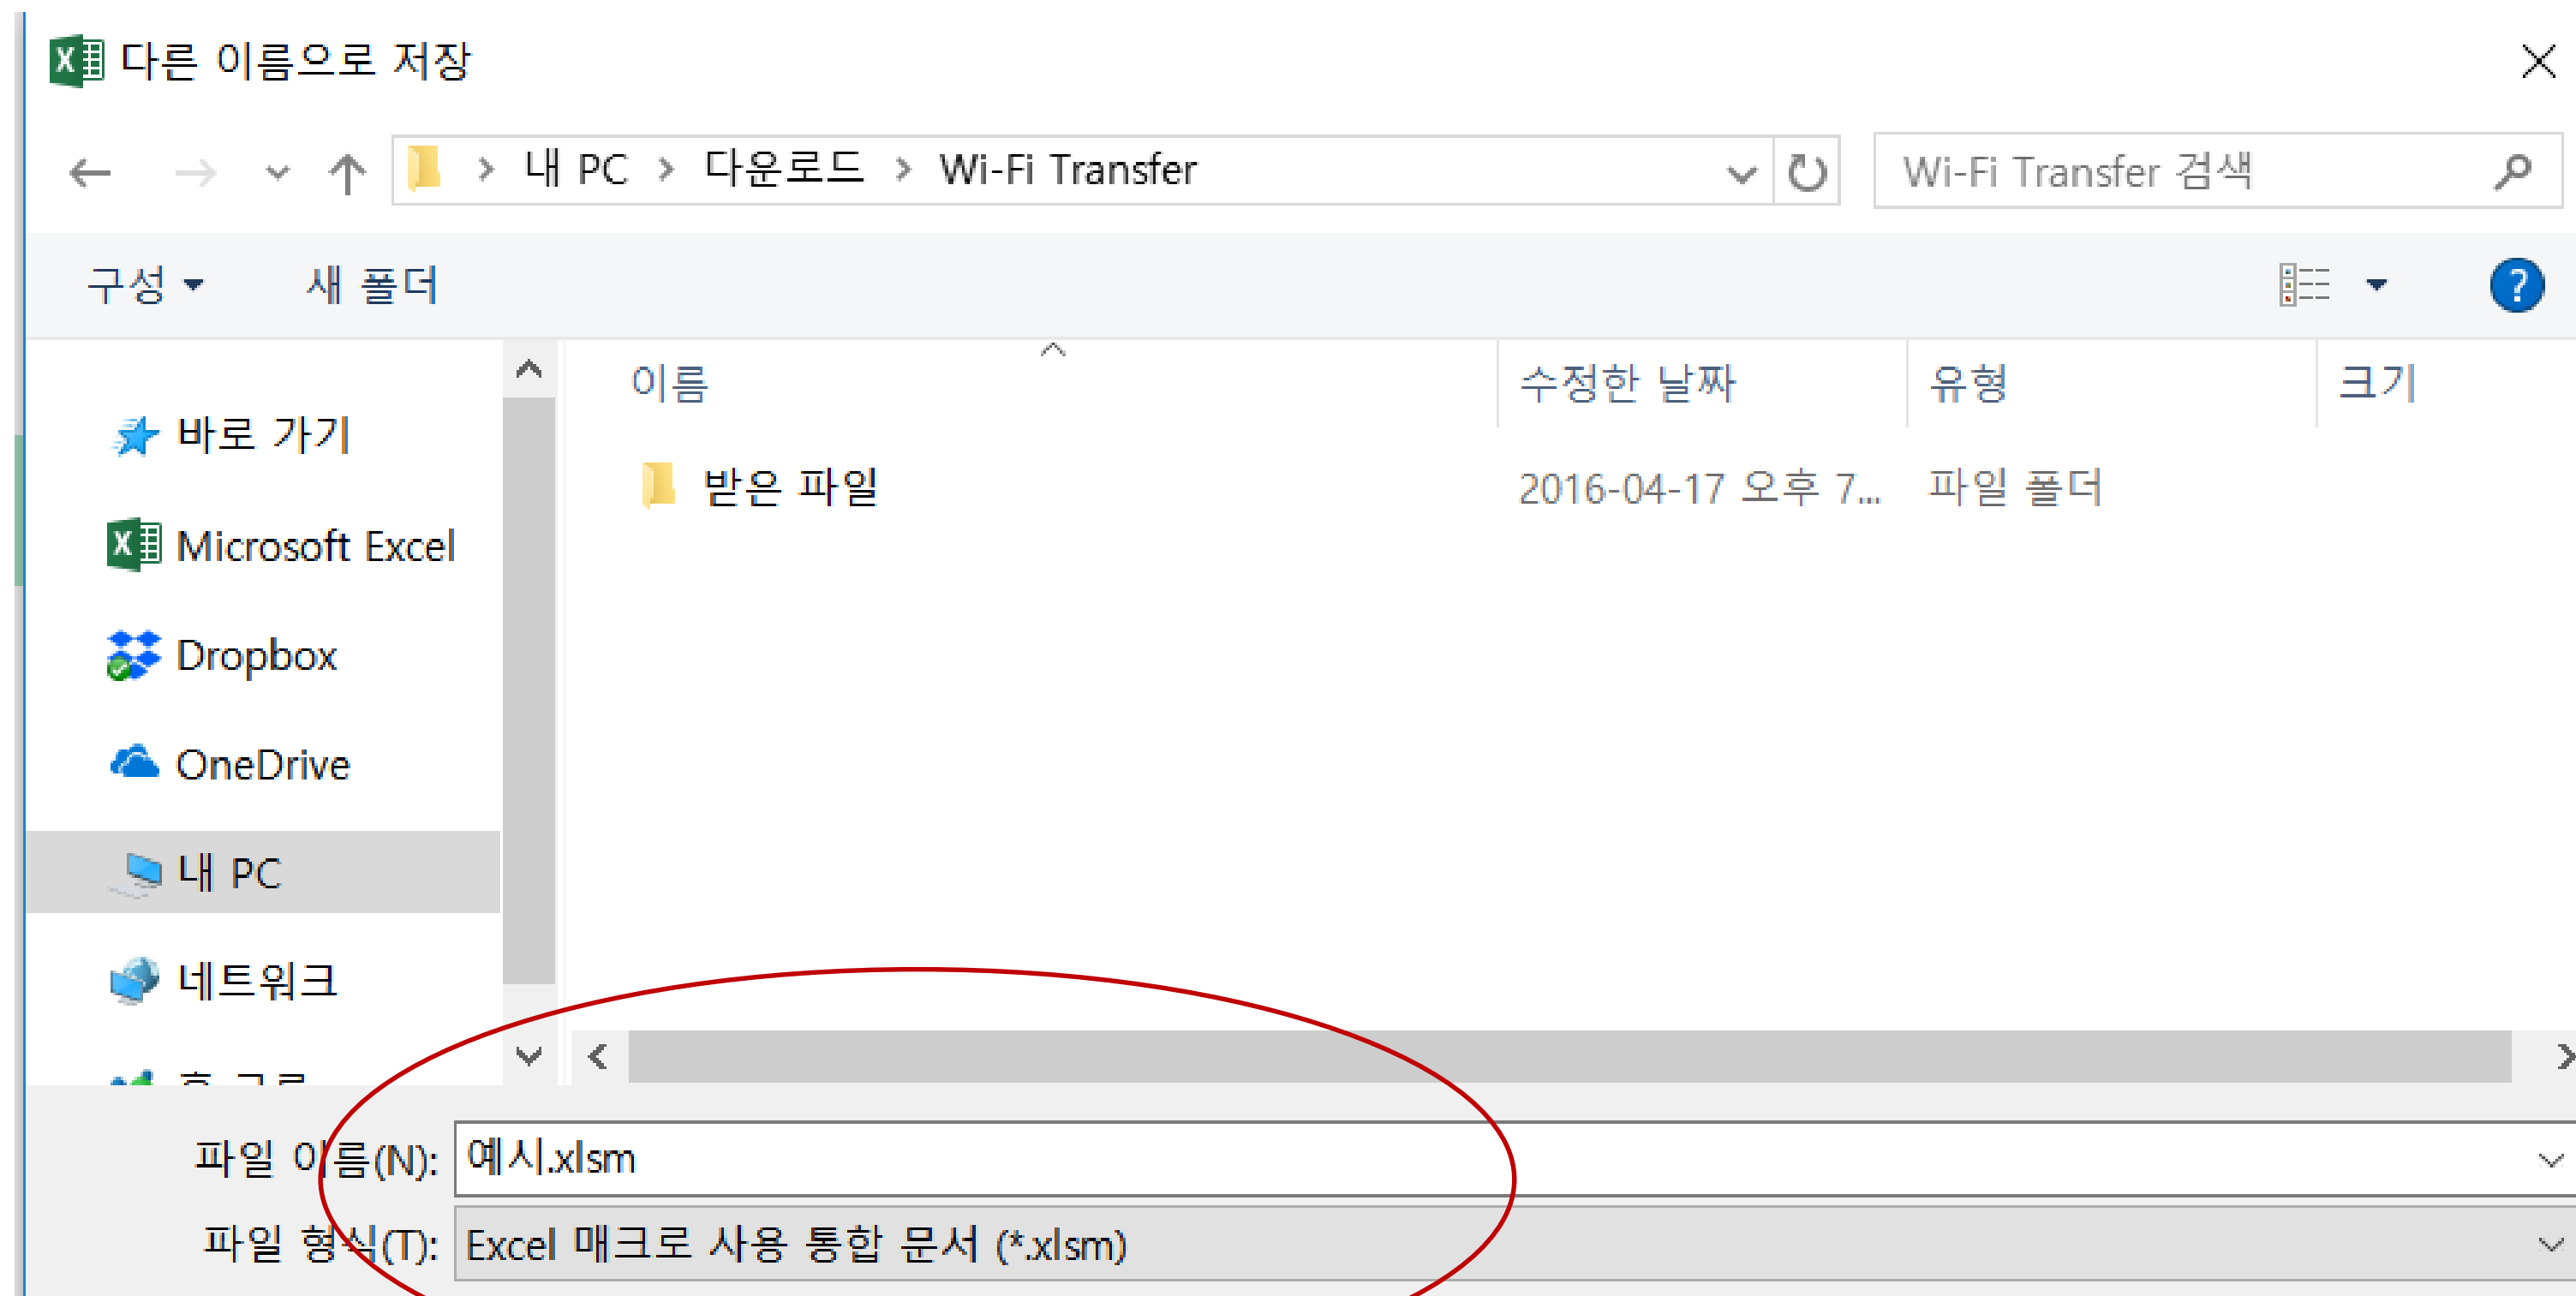 다른 이름으로 저장
내 PC > 다운로드 > Wi-Fi Transfer
Wi-Fi Transfer 검색
구성
새 폴더
이름 수정한 날짜 유형 크기
바로 가기
Microsoft Excel
Dropbox
OneDrive
내 PC
네트워크
받은 파일 2016-04-17 오후 7... 파일 폴더
파일 이름(N): 예시.xlsm
파일 형식(T): Excel 매크로 사용 통합 문서 (*.xlsm)